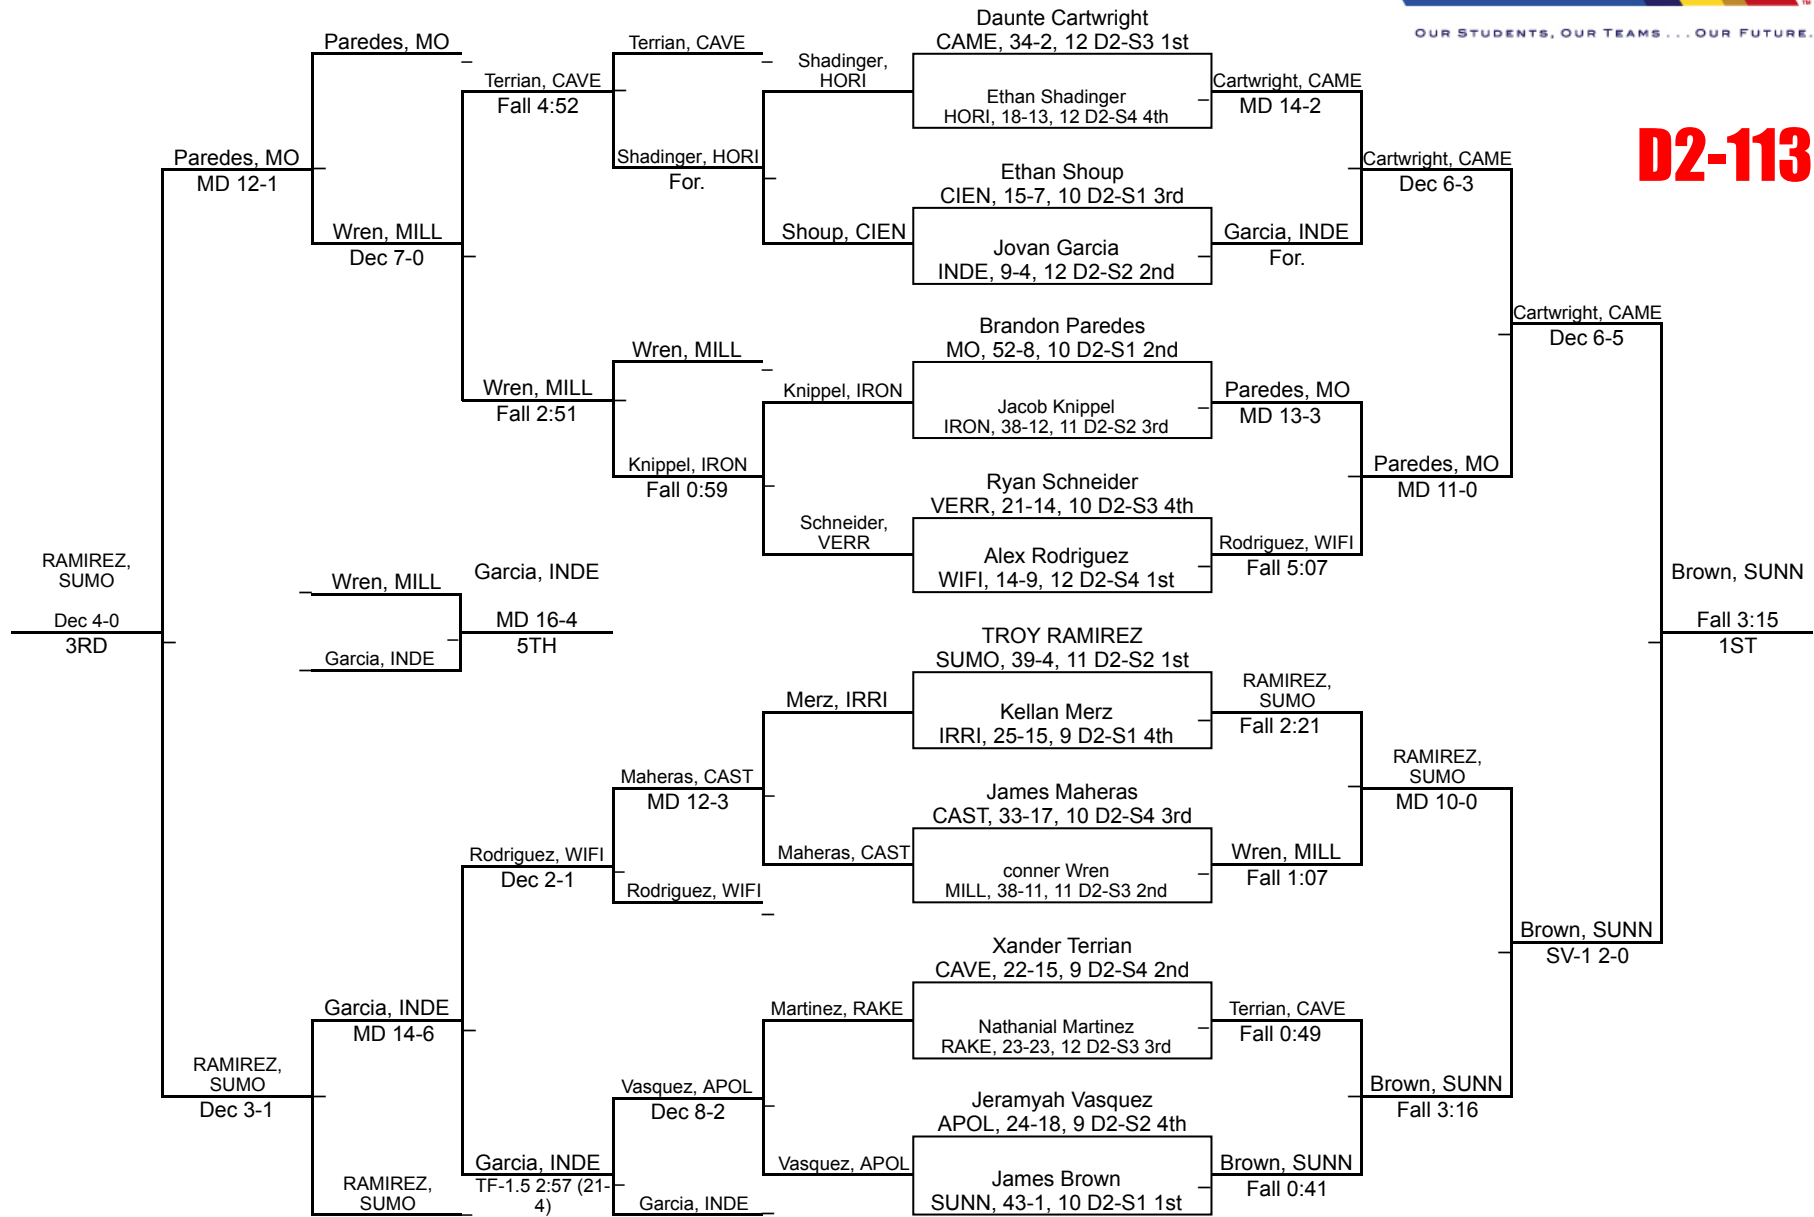 OUR STUDENTS, OUR TEAMS . . . OUR FUTURE.
TM
D2-113
Paredes, MO
Paredes, MO
MD 12-1
Wren, MILL
Dec 7-0
Terrian, CAVE
Fall 4:52
Wren, MILL
Fall 2:51
Terrian, CAVE
Shadinger, HORI
For.
Wren, MILL
Knippel, IRON
Fall 0:59
Shadinger,
HORI
Shoup, CIEN
Knippel, IRON
Schneider,
VERR
Daunte Cartwright
CAME, 34-2, 12 D2-S3 1st
Ethan Shadinger
HORI, 18-13, 12 D2-S4 4th
Ethan Shoup
CIEN, 15-7, 10 D2-S1 3rd
Jovan Garcia
INDE, 9-4, 12 D2-S2 2nd
Brandon Paredes
MO, 52-8, 10 D2-S1 2nd
Jacob Knippel
IRON, 38-12, 11 D2-S2 3rd
Ryan Schneider
VERR, 21-14, 10 D2-S3 4th
Alex Rodriguez
WIFI, 14-9, 12 D2-S4 1st
Cartwright, CAME
MD 14-2
Garcia, INDE
For.
Paredes, MO
MD 13-3
Rodriguez, WIFI
Fall 5:07
Cartwright, CAME
Dec 6-3
Paredes, MO
MD 11-0
Cartwright, CAME
Dec 6-5
RAMIREZ,
SUMO
Dec 4-0
3RD
Wren, MILL
Garcia, INDE
Garcia, INDE
MD 16-4
5TH
Brown, SUNN
Fall 3:15
1ST
TROY RAMIREZ
SUMO, 39-4, 11 D2-S2 1st
Kellan Merz
IRRI, 25-15, 9 D2-S1 4th
James Maheras
CAST, 33-17, 10 D2-S4 3rd
conner Wren
MILL, 38-11, 11 D2-S3 2nd
Xander Terrian
CAVE, 22-15, 9 D2-S4 2nd
Nathanial Martinez
RAKE, 23-23, 12 D2-S3 3rd
Jeramyah Vasquez
APOL, 24-18, 9 D2-S2 4th
James Brown
SUNN, 43-1, 10 D2-S1 1st
Merz, IRRI
Maheras, CAST
Martinez, RAKE
Vasquez, APOL
Maheras, CAST
MD 12-3
Rodriguez, WIFI
Vasquez, APOL
Dec 8-2
Garcia, INDE
Rodriguez, WIFI
Dec 2-1
Garcia, INDE
TF-1.5 2:57 (21-
4)
Garcia, INDE
MD 14-6
RAMIREZ,
SUMO
RAMIREZ,
SUMO
Dec 3-1
RAMIREZ,
SUMO
Fall 2:21
Wren, MILL
Fall 1:07
Terrian, CAVE
Fall 0:49
Brown, SUNN
Fall 0:41
RAMIREZ,
SUMO
MD 10-0
Brown, SUNN
Fall 3:16
Brown, SUNN
SV-1 2-0